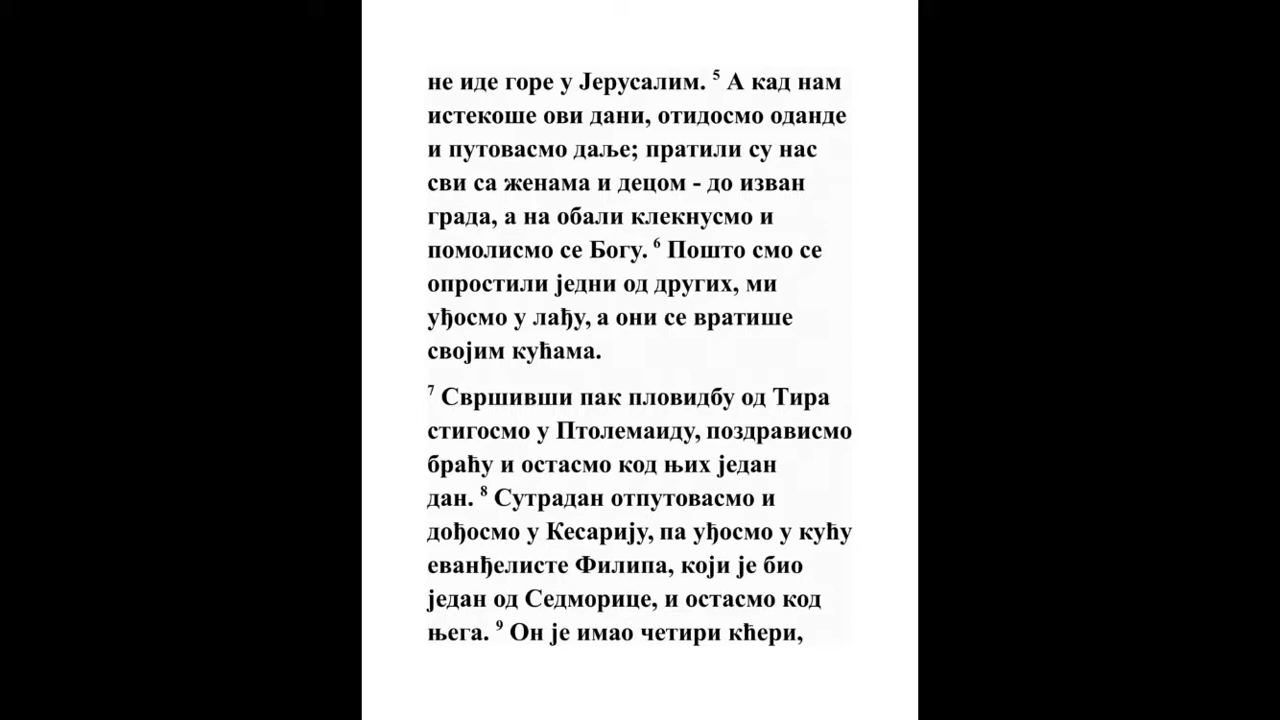 не иде горе у Јерусалим. ⁵ А кад нам
истекоше ови дани, отидосмо оданде
и путовасмо даље; пратили су нас
сви са женама и децом - до изван
града, а на обали клекнусмо и
помолисмо се Богу. ⁶ Пошто смо се
опростили једни од других, ми
уђосмо у лађу, а они се вратише
својим кућама.
⁷ Свршивши пак пловидбу од Тира
стигосмо у Птолемаиду, поздрависмо
браћу и остасмо код њих један
дан. ⁸ Сутрадан отпутовасмо и
дођосмо у Кесарију, па уђосмо у кућу
еванђелисте Филипа, који је био
један од Седморице, и остасмо код
њега. ⁹ Он је имао четири кћери,